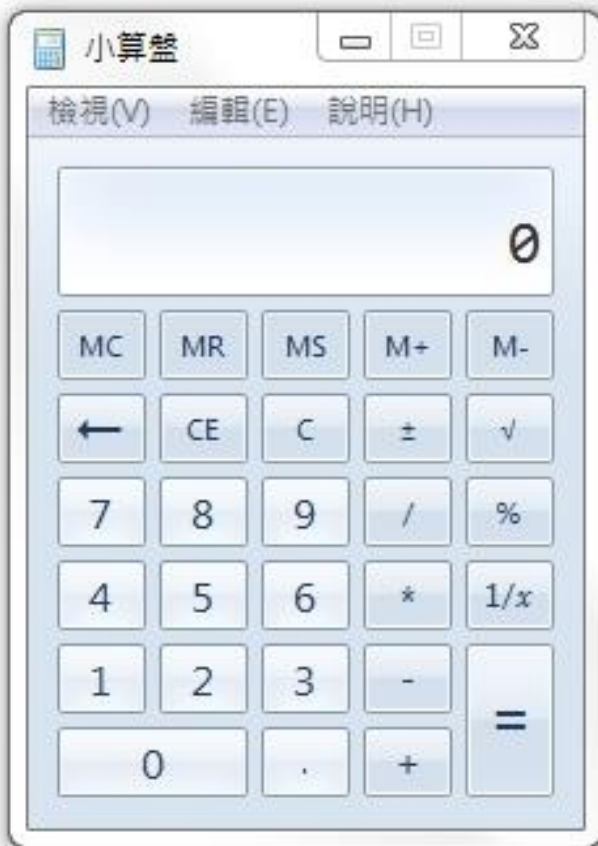 小算盤
檢視(V) 編輯(E) 說明(H)
0
MC MR MS M+ M-
← CE C ± √
7 8 9 / %
4 5 6 * 1/x
1 2 3 - =
0 . +